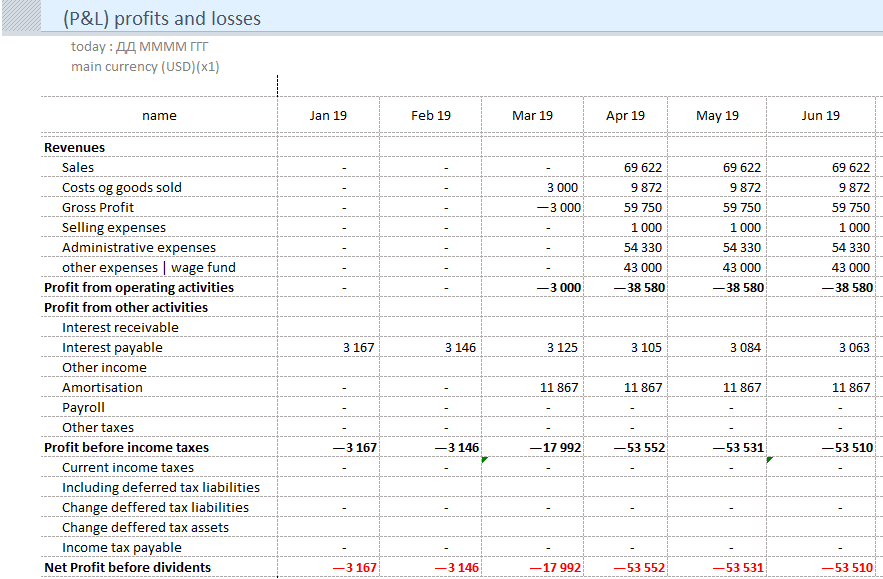 (P&L) profits and losses
today : ДД ММММ ГГГ
main currency (USD)(x1)
name Jan 19 Feb 19 Mar 19 Apr 19 May 19 Jun 19
Revenues
Sales - - - 69 622 69 622 69 622
Costs og goods sold - - 3 000 9 872 9 872 9 872
Gross Profit - - —3 000 59 750 59 750 59 750
Selling expenses - - - 1 000 1 000 1 000
Administrative expenses - - - 54 330 54 330 54 330
other expenses | wage fund - - - 43 000 43 000 43 000
Profit from operating activities - - —3 000 —38 580 —38 580 —38 580
Profit from other activities
Interest receivable
Interest payable 3 167 3 146 3 125 3 105 3 084 3 063
Other income
Amortisation - - 11 867 11 867 11 867 11 867
Payroll - - - - - -
Other taxes - - - - - -
Profit before income taxes —3 167 —3 146 —17 992 —53 552 —53 531 —53 510
Current income taxes - - - - - -
Including deferred tax liabilities
Change deffered tax liabilities - - - - - -
Change deffered tax assets
Income tax payable - - - - - -
Net Profit before dividents —3 167 —3 146 —17 992 —53 552 —53 531 —53 510